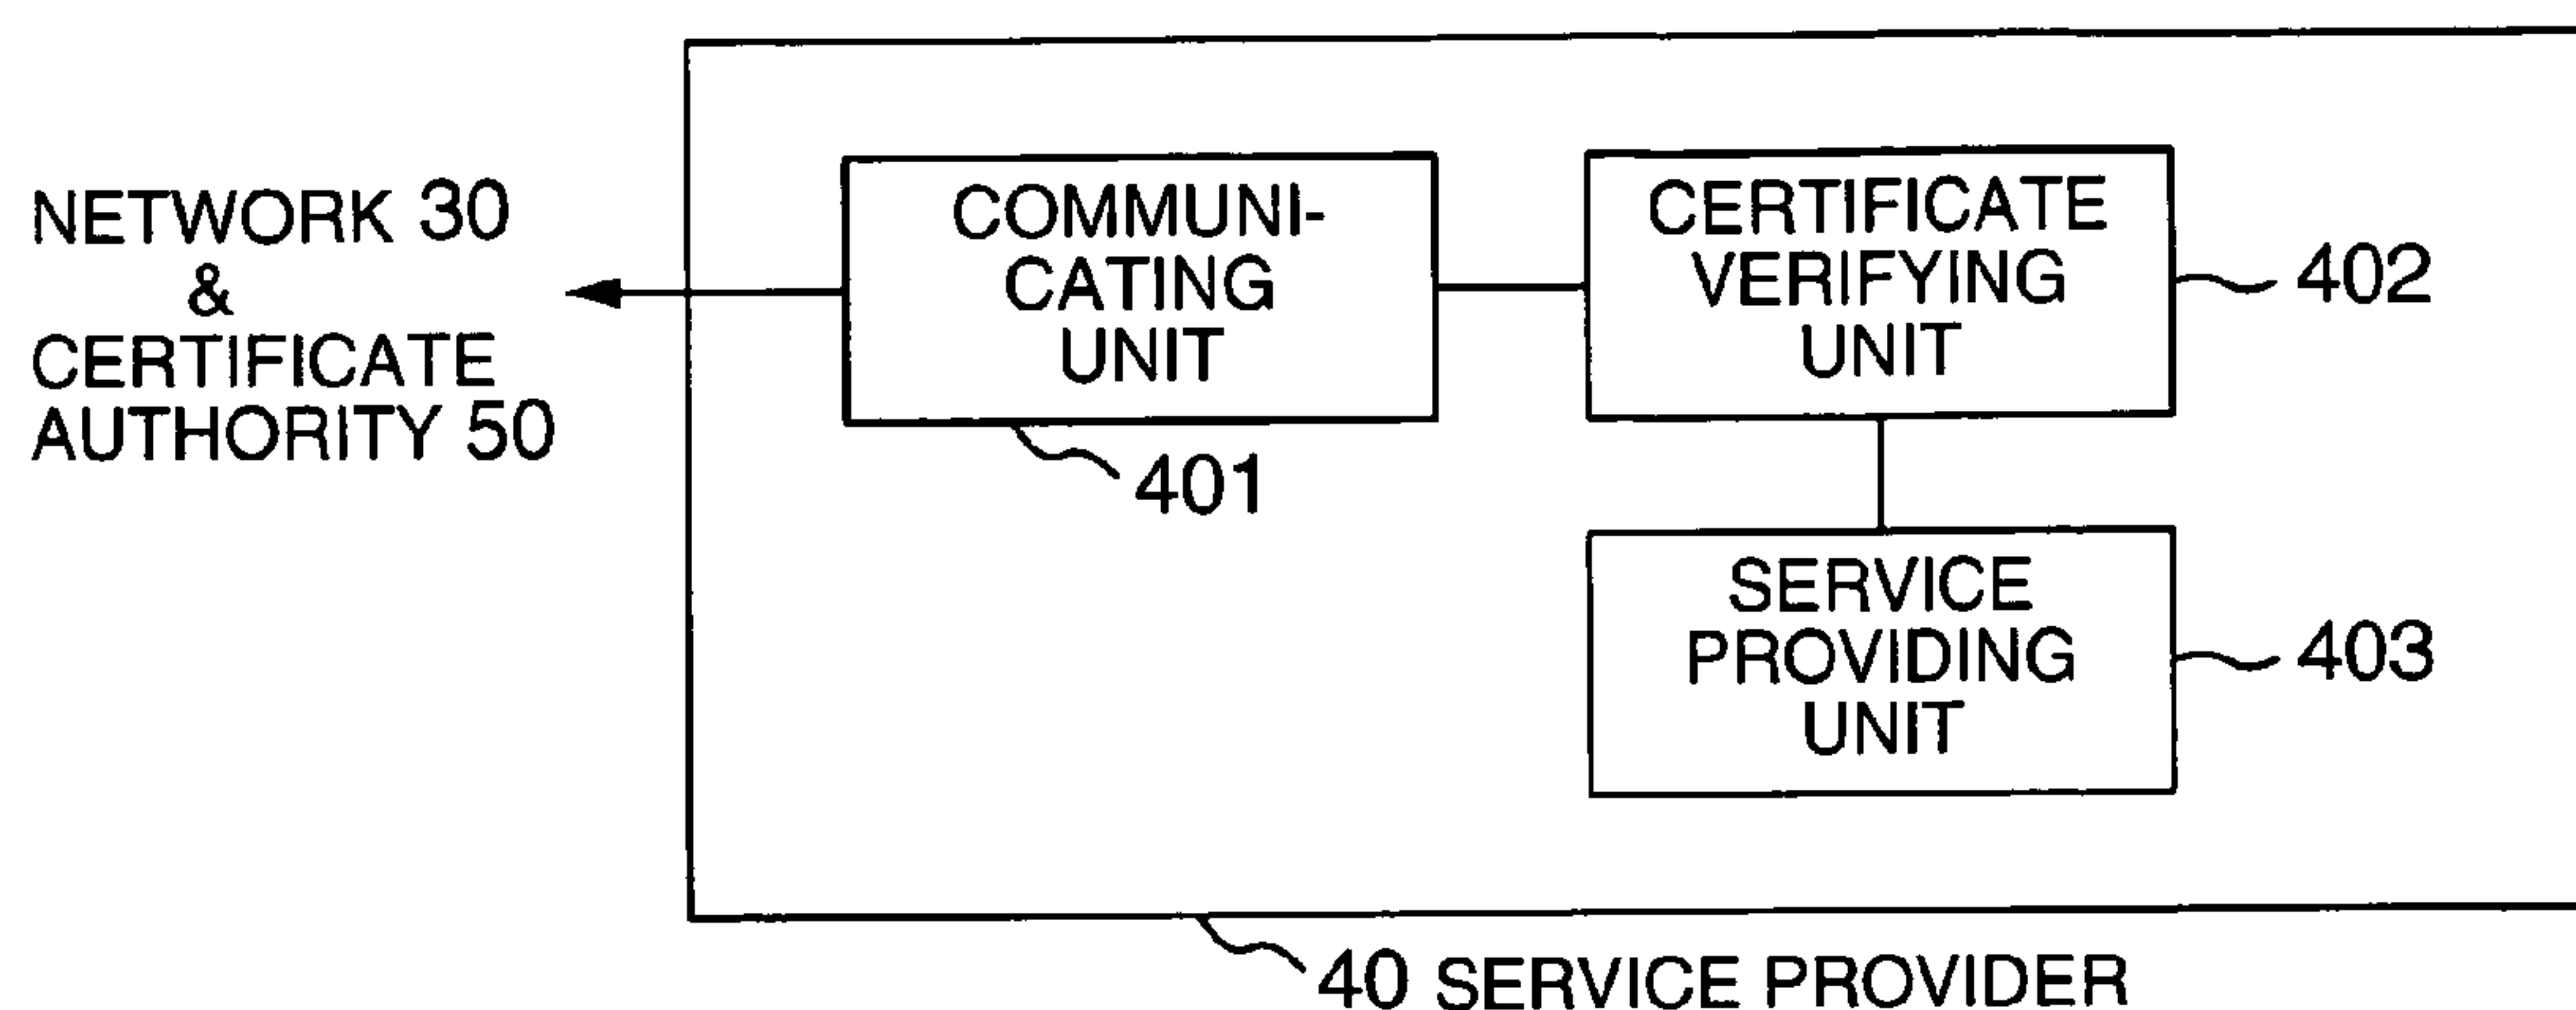 NETWORK 30
&
CERTIFICATE
AUTHORITY 50
COMMUNI-
CATING
UNIT
401
CERTIFICATE
VERIFYING
UNIT
402
SERVICE
PROVIDING
UNIT
403
40 SERVICE PROVIDER